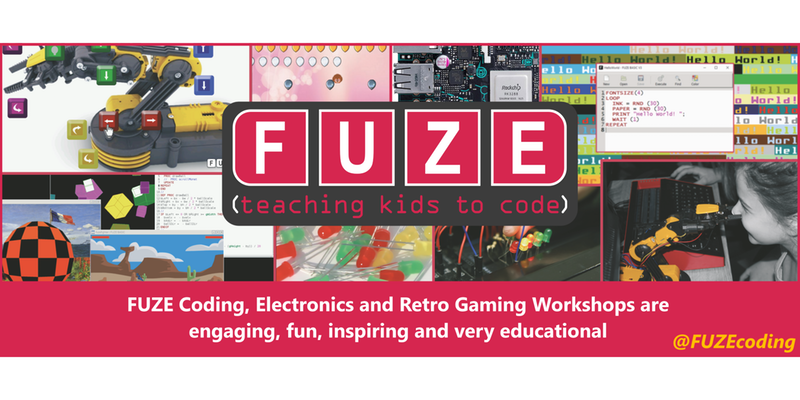 Hello World!
FONTSIZE(4)
LOOP
INK = RND (30)
PAPER = RND (30)
PRINT "Hello World! ";
WAIT (1)
REPEAT
FUZE
(teaching kids to code)
FUZE Coding, Electronics and Retro Gaming Workshops are
engaging, fun, inspiring and very educational
@FUZEcoding